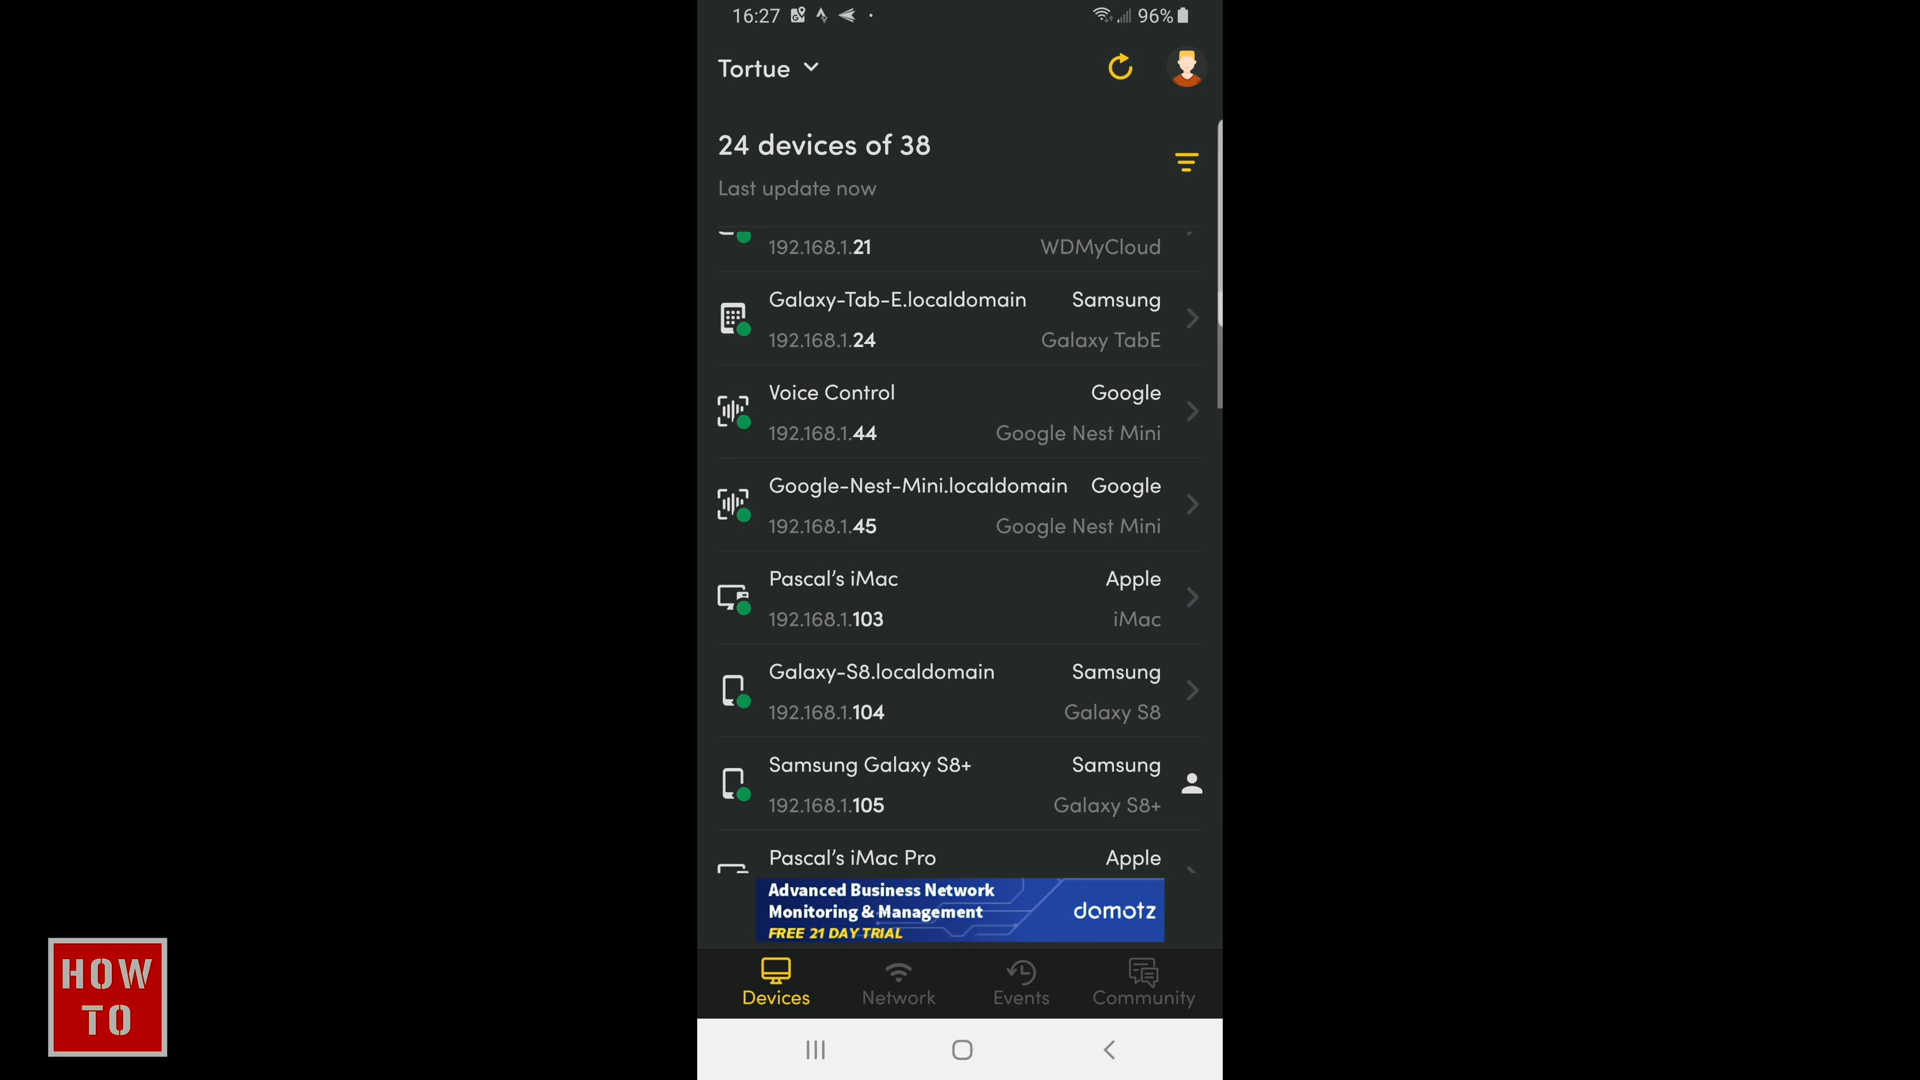 16:27
96%
Tortue
24 devices of 38
Last update now
192.168.1.21 WDMyCloud
Galaxy-Tab-E.localdomain Samsung
192.168.1.24 Galaxy TabE
Voice Control Google
192.168.1.44 Google Nest Mini
Google-Nest-Mini.localdomain Google
192.168.1.45 Google Nest Mini
Pascal’s iMac Apple
192.168.1.103 iMac
Galaxy-S8.localdomain Samsung
192.168.1.104 Galaxy S8
Samsung Galaxy S8+ Samsung
192.168.1.105 Galaxy S8+
Pascal’s iMac Pro Apple
Advanced Business Network
Monitoring & Management
FREE 21 DAY TRIAL
domotz
Devices Network Events Community
HOW
TO